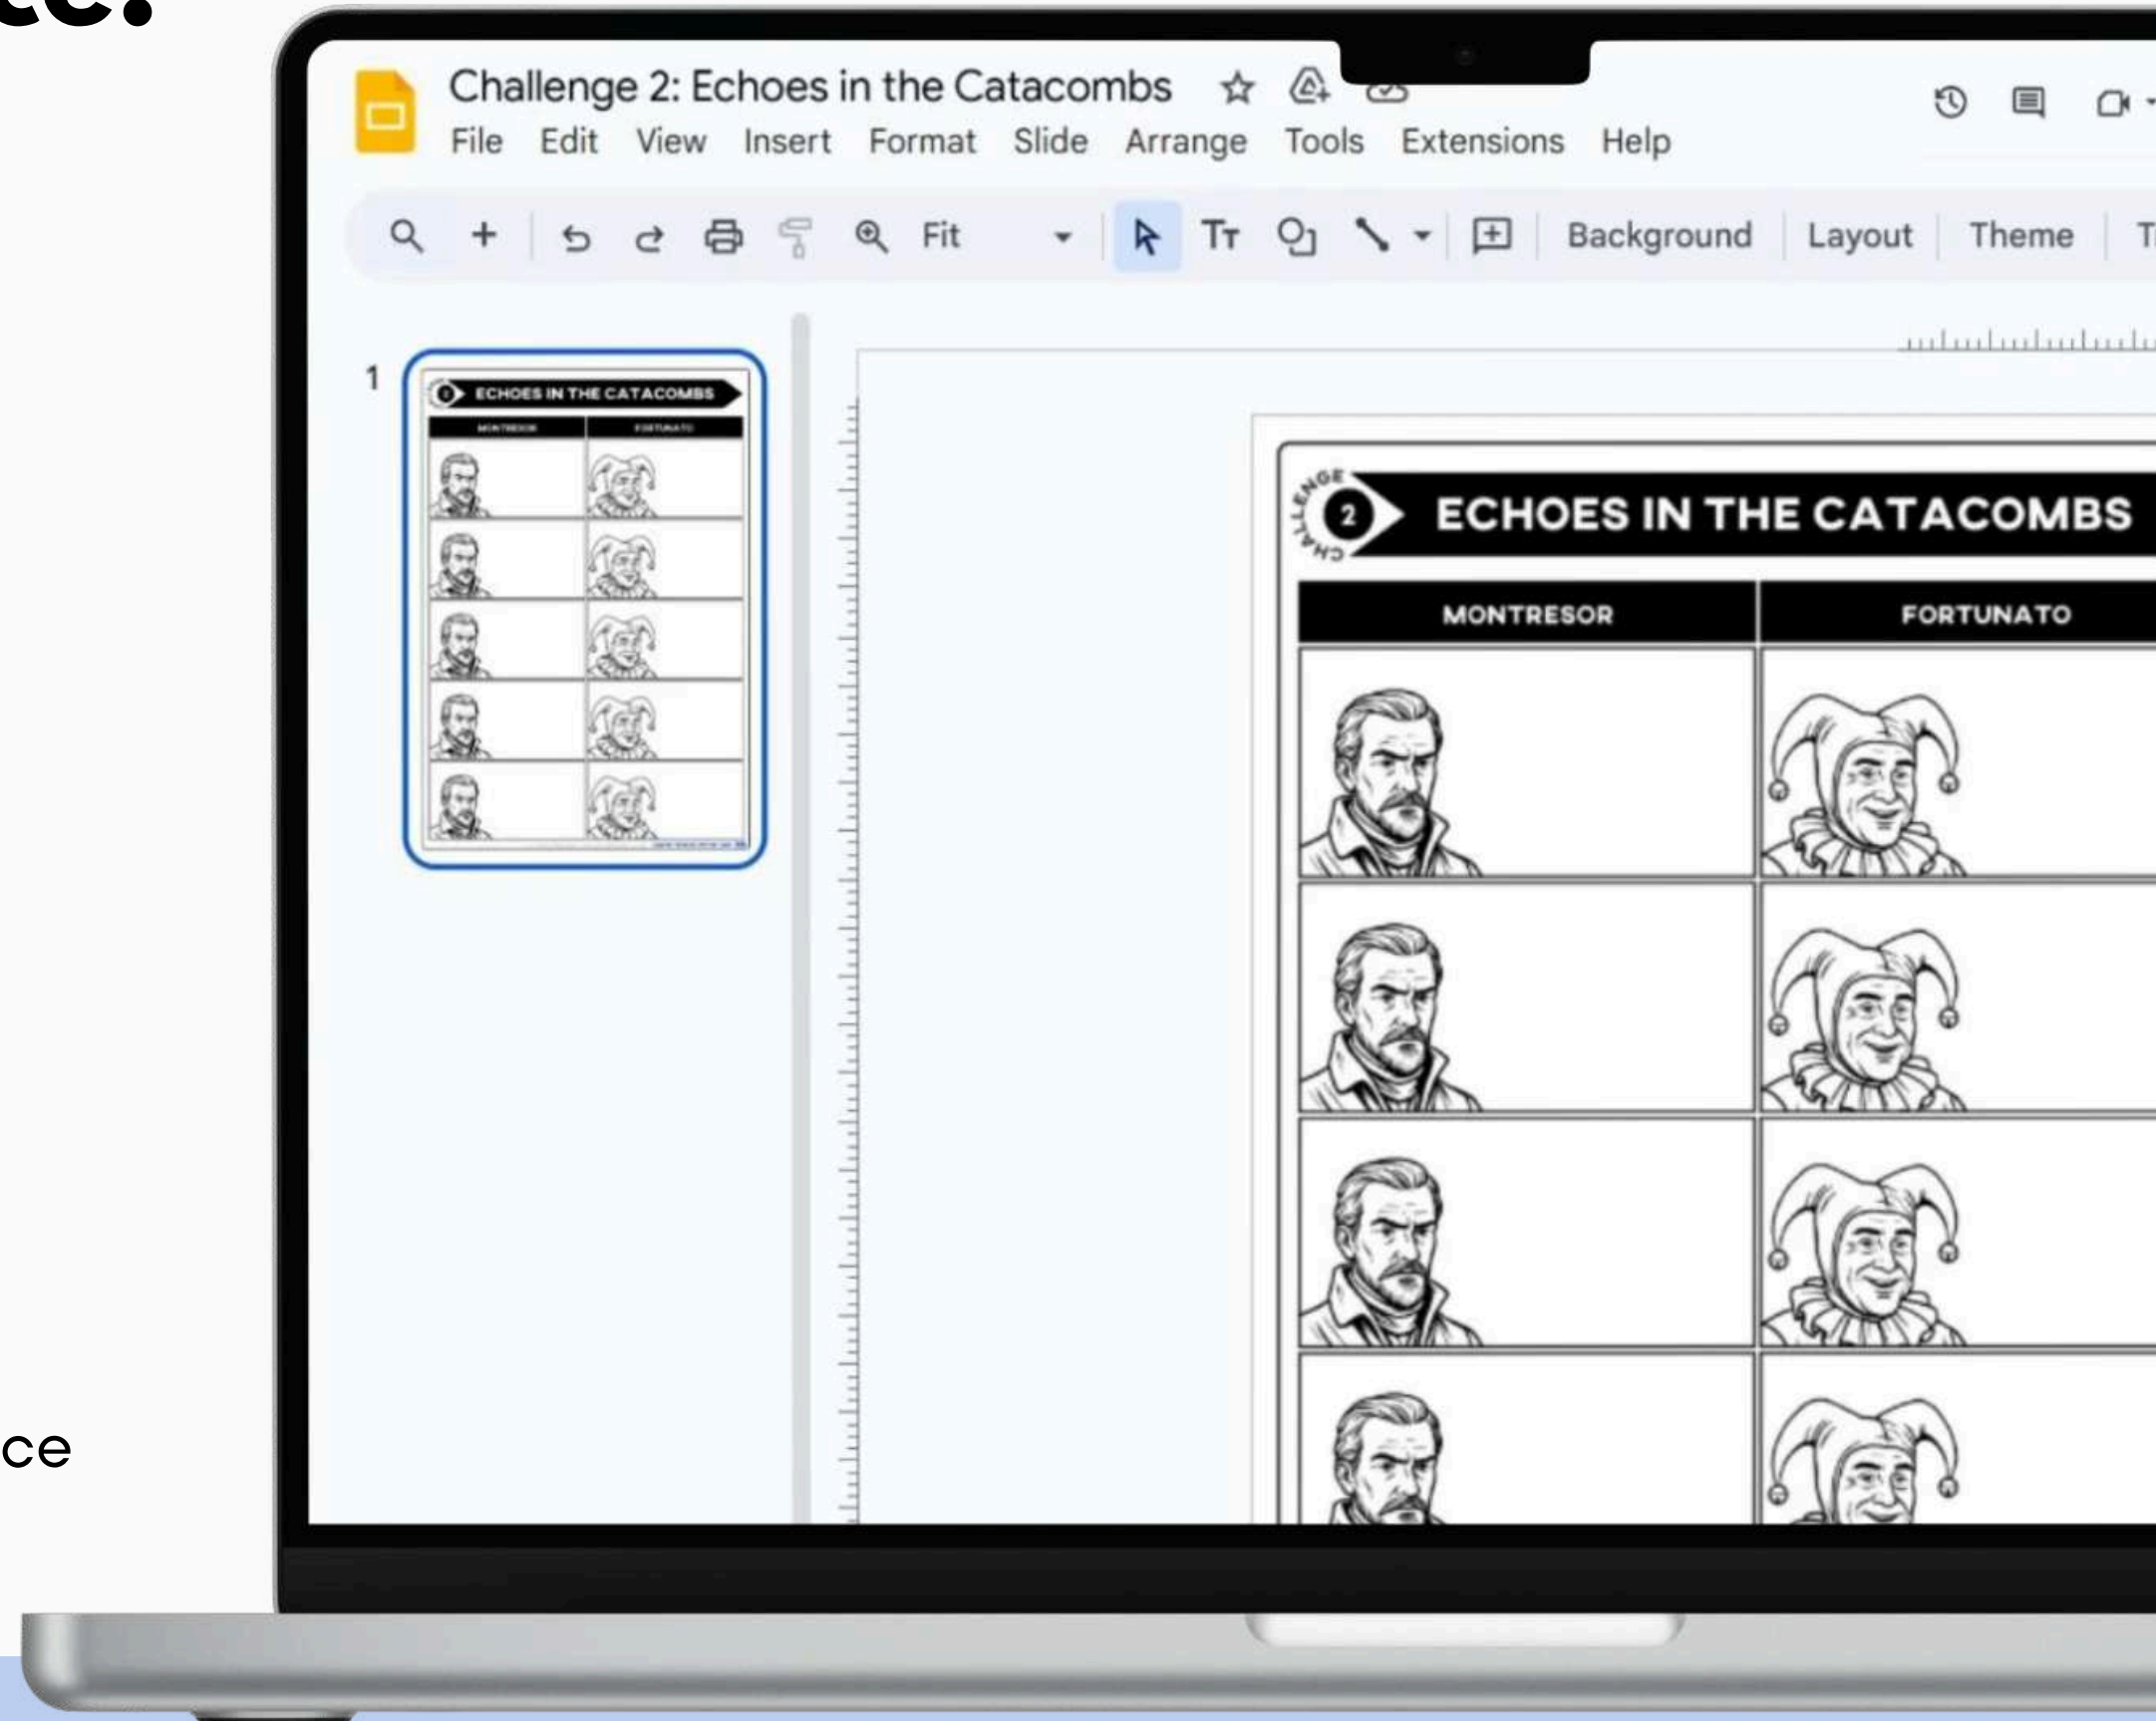 Challenge 2: Echoes in the Catacombs
File Edit View Insert Format Slide Arrange Tools Extensions Help
Fit Background Layout Theme
1
ECHOES IN THE CATACOMBS
MONTRESOR FORTUNATO
CHALLENGE
2
ECHOES IN THE CATACOMBS
MONTRESOR FORTUNATO
ce